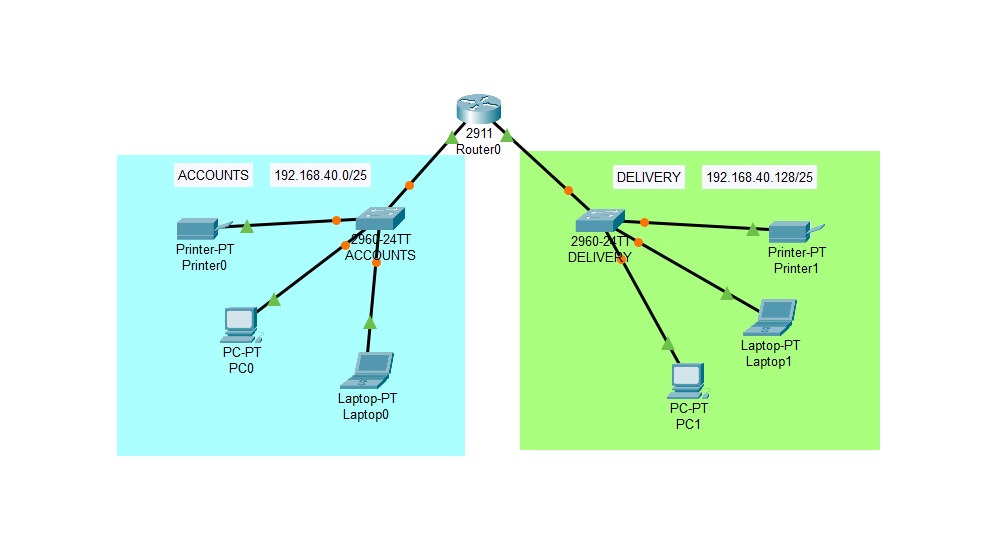 2911
Router0
ACCOUNTS
192.168.40.0/25
DELIVERY
192.168.40.128/25
2960-24TT
ACCOUNTS
Printer-PT
Printer0
PC-PT
PC0
Laptop-PT
Laptop0
2960-24TT
DELIVERY
Printer-PT
Printer1
Laptop-PT
Laptop1
PC-PT
PC1